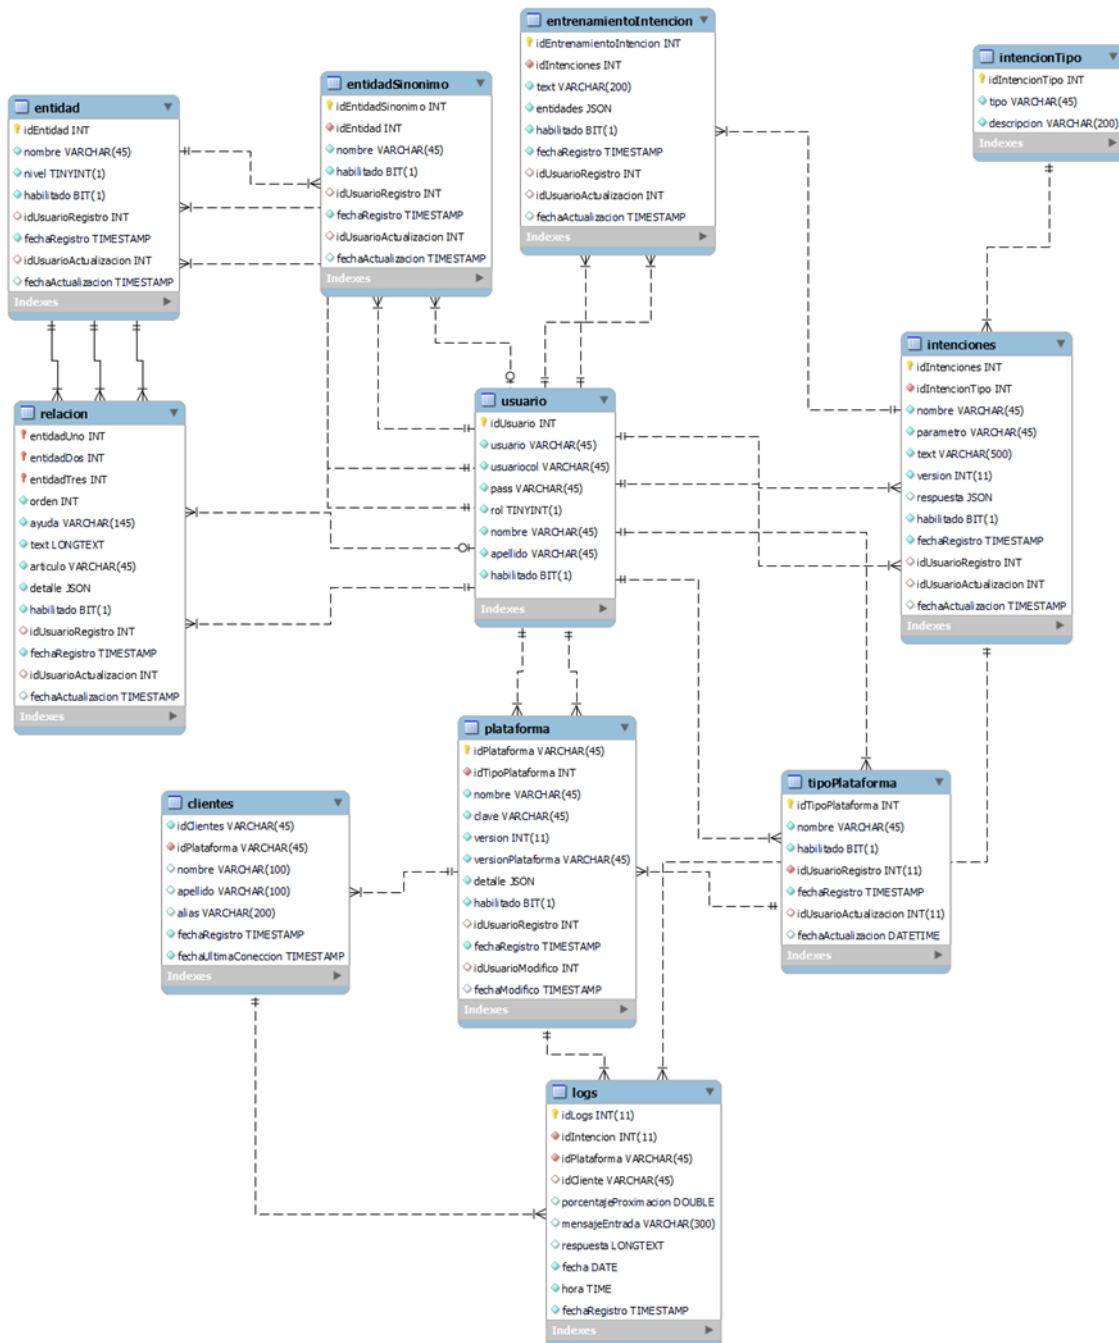 entrenamientoIntencion
idEntrenamientoIntencion INT
idIntenciones INT
text VARCHAR(200)
entidades JSON
habilitado BIT(1)
fechaRegistro TIMESTAMP
idUsuarioRegistro INT
idUsuarioActualizacion INT
fechaActualizacion TIMESTAMP
Indexes
intencionTipo
idIntencionTipo INT
tipo VARCHAR(45)
descripcion VARCHAR(200)
Indexes
entidadSinonimo
idEntidadSinonimo INT
idEntidad INT
nombre VARCHAR(45)
habilitado BIT(1)
idUsuarioRegistro INT
fechaRegistro TIMESTAMP
idUsuarioActualizacion INT
fechaActualizacion TIMESTAMP
Indexes
entidad
idEntidad INT
nombre VARCHAR(45)
nivel TINYINT(1)
habilitado BIT(1)
idUsuarioRegistro INT
fechaRegistro TIMESTAMP
idUsuarioActualizacion INT
fechaActualizacion TIMESTAMP
Indexes
intenciones
idIntenciones INT
idIntencionTipo INT
nombre VARCHAR(45)
parametro VARCHAR(45)
text VARCHAR(500)
version INT(11)
respuesta JSON
habilitado BIT(1)
fechaRegistro TIMESTAMP
idUsuarioRegistro INT
idUsuarioActualizacion INT
fechaActualizacion TIMESTAMP
Indexes
usuario
idUsuario INT
usuario VARCHAR(45)
usuariocol VARCHAR(45)
pass VARCHAR(45)
rol TINYINT(1)
nombre VARCHAR(45)
apellido VARCHAR(45)
habilitado BIT(1)
Indexes
relacion
entidadUno INT
entidadDos INT
entidadTres INT
orden INT
ayuda VARCHAR(145)
text LONGTEXT
articulo VARCHAR(45)
detalle JSON
habilitado BIT(1)
idUsuarioRegistro INT
fechaRegistro TIMESTAMP
idUsuarioActualizacion INT
fechaActualizacion TIMESTAMP
Indexes
plataforma
idPlataforma VARCHAR(45)
idTipoPlataforma INT
nombre VARCHAR(45)
clave VARCHAR(45)
version INT(11)
versionPlataforma VARCHAR(45)
detalle JSON
habilitado BIT(1)
idUsuarioRegistro INT
fechaRegistro TIMESTAMP
idUsuarioModifico INT
fechaModifico TIMESTAMP
Indexes
tipoPlataforma
idTipoPlataforma INT
nombre VARCHAR(45)
habilitado BIT(1)
idUsuarioRegistro INT(11)
fechaRegistro TIMESTAMP
idUsuarioActualizacion INT(11)
fechaActualizacion DATETIME
Indexes
clientes
idClientes VARCHAR(45)
idPlataforma VARCHAR(45)
nombre VARCHAR(100)
apellido VARCHAR(100)
alias VARCHAR(200)
fechaRegistro TIMESTAMP
fechaUltimaConeccion TIMESTAMP
Indexes
logs
idLogs INT(11)
idIntencion INT(11)
idPlataforma VARCHAR(45)
idCliente VARCHAR(45)
porcentajeProximacion DOUBLE
mensajeEntrada VARCHAR(300)
respuesta LONGTEXT
fecha DATE
hora TIME
fechaRegistro TIMESTAMP
Indexes